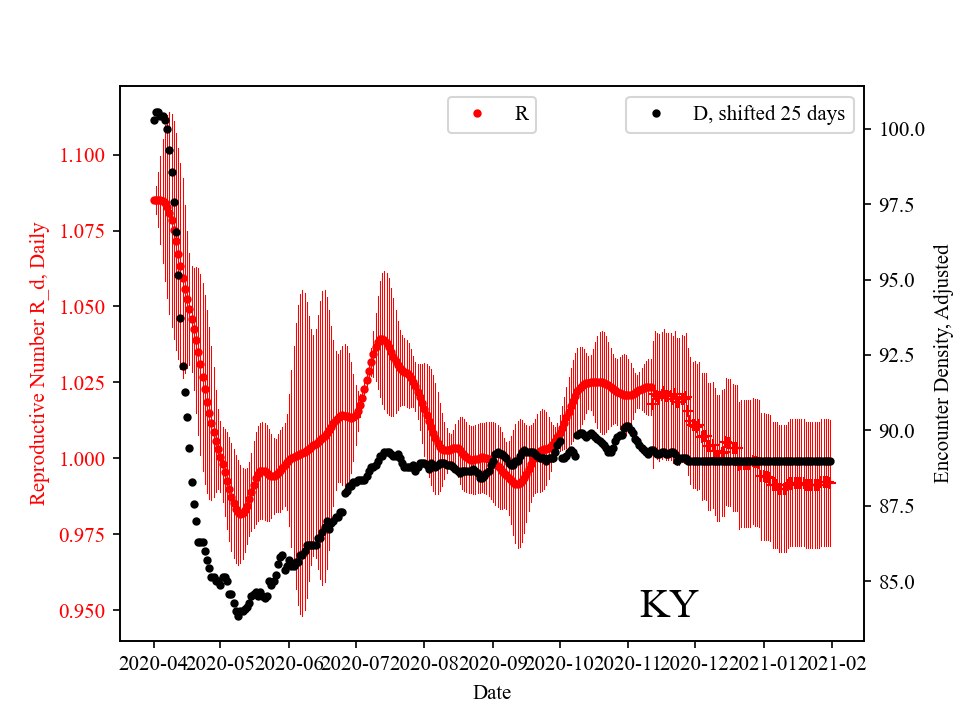 R
D, shifted 25 days
1.100
1.075
1.050
1.025
1.000
0.975
0.950
Reproductive Number R_d, Daily
100.0
97.5
95.0
92.5
90.0
87.5
85.0
Encounter Density, Adjusted
KY
2020-04 2020-05 2020-06 2020-07 2020-08 2020-09 2020-10 2020-11 2020-12 2021-01 2021-02
Date